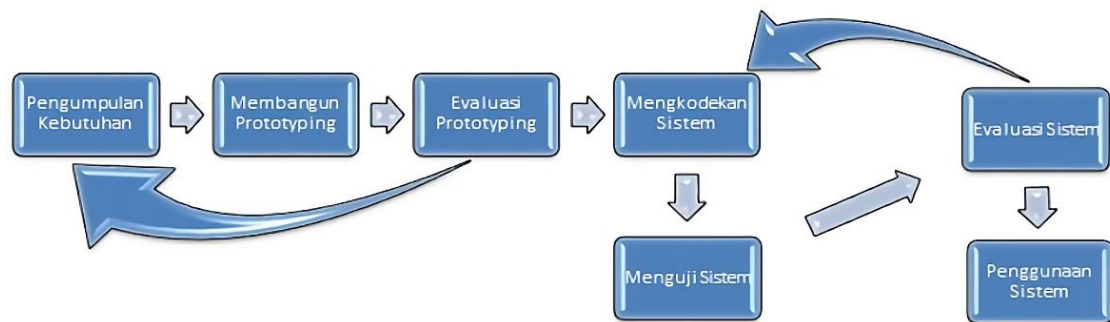 Pengumpulan
Kebutuhan
Membangun
Prototyping
Evaluasi
Prototyping
Mengkodekan
Sistem
Menguji Sistem
Evaluasi Sistem
Penggunaan
Sistem